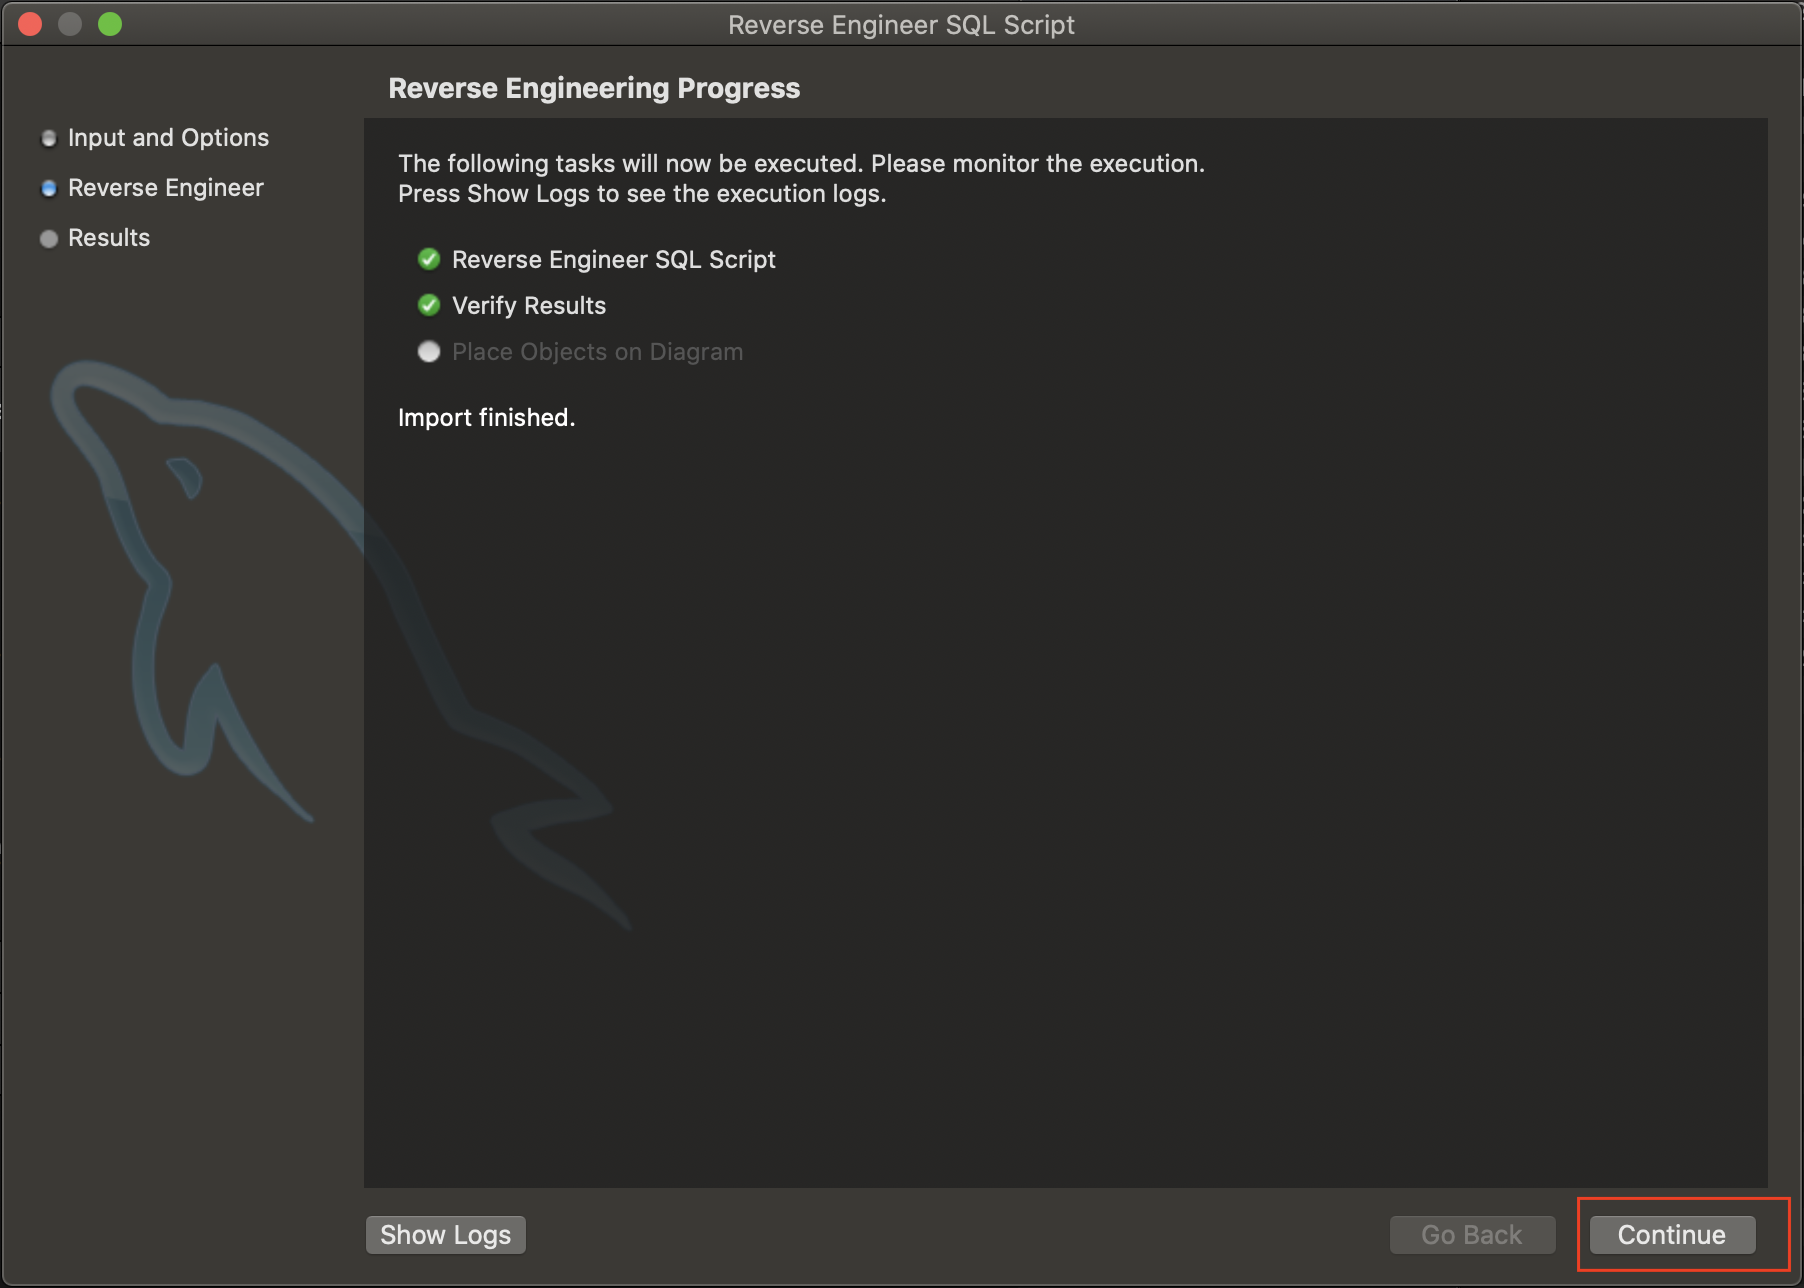 Reverse Engineer SQL Script
Reverse Engineering Progress
Input and Options
Reverse Engineer
Results
The following tasks will now be executed. Please monitor the execution.
Press Show Logs to see the execution logs.
Reverse Engineer SQL Script
Verify Results
Place Objects on Diagram
Import finished.
Show Logs
Go Back
Continue